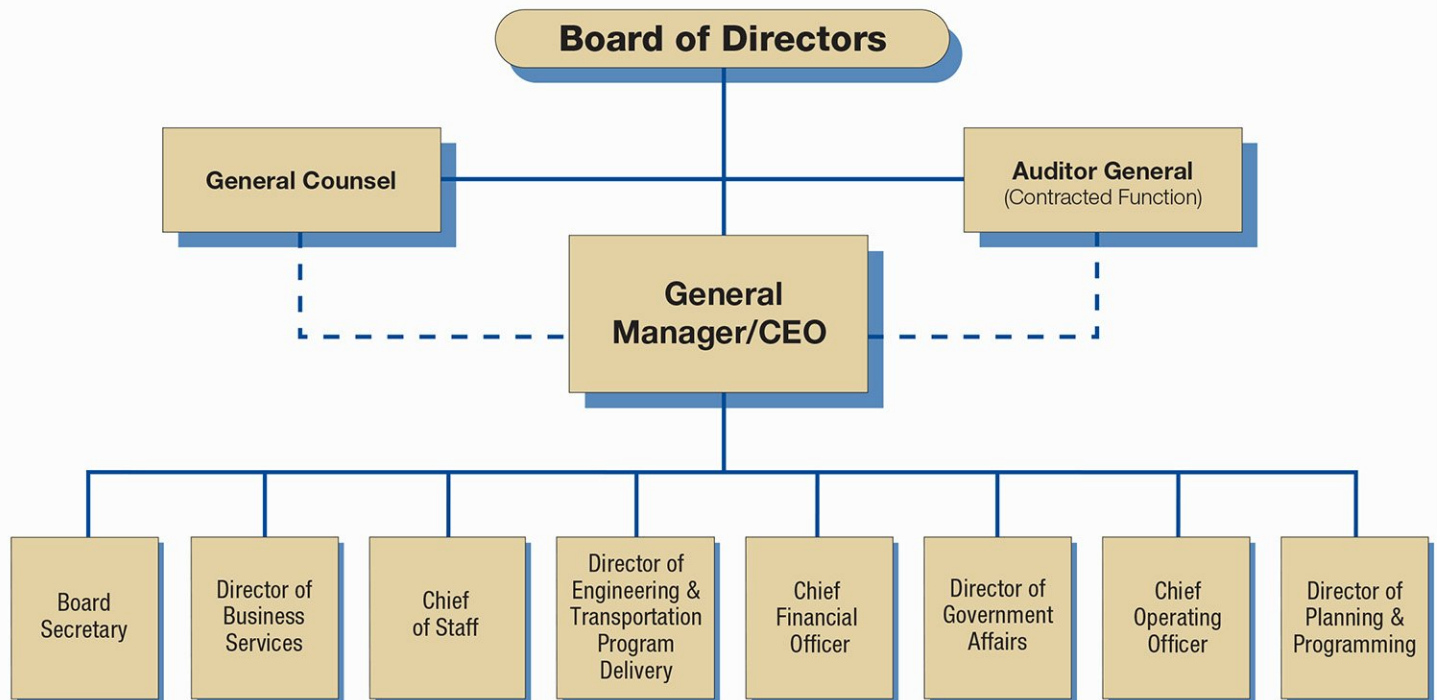 Board of Directors
General Counsel
Auditor General
(Contracted Function)
General
Manager/CEO
Board
Secretary
Director of
Business
Services
Chief
of Staff
Director of
Engineering &
Transportation
Program
Delivery
Chief
Financial
Officer
Director of
Government
Affairs
Chief
Operating
Officer
Director of
Planning &
Programming